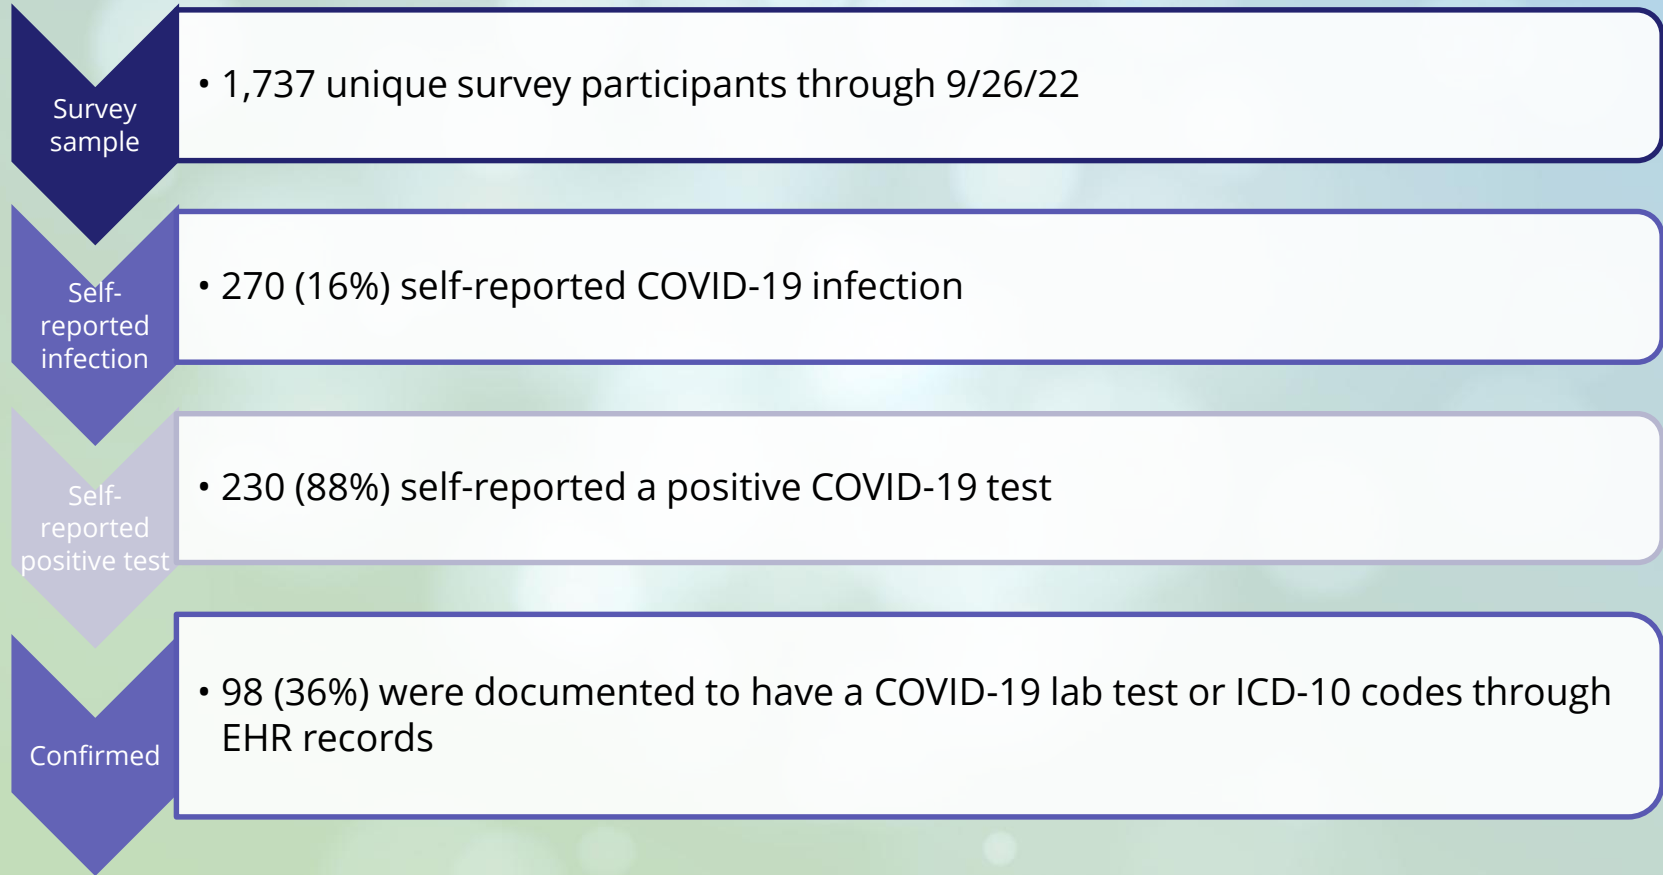 Survey
sample
• 1,737 unique survey participants through 9/26/22
Self-
reported
infection
• 270 (16%) self-reported COVID-19 infection
Self-
reported
positive test
• 230 (88%) self-reported a positive COVID-19 test
Confirmed
• 98 (36%) were documented to have a COVID-19 lab test or ICD-10 codes through
EHR records